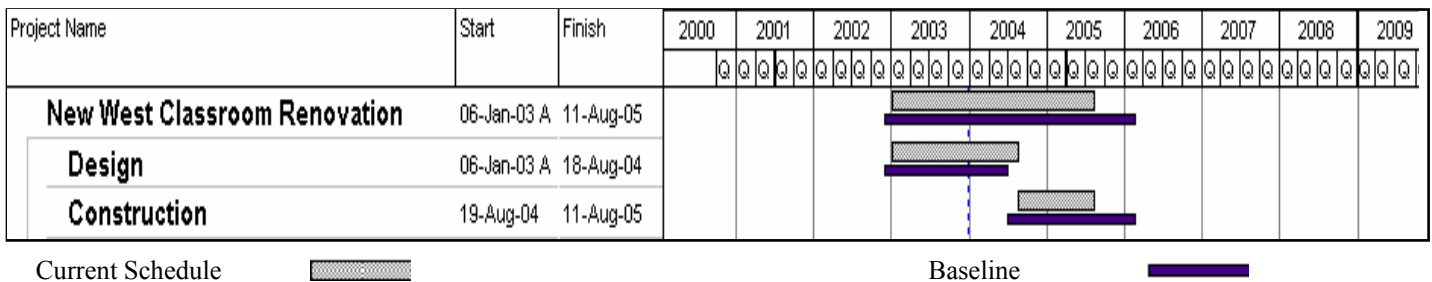 Project Name Start Finish 2000 2001 2002 2003 2004 2005 2006 2007 2008 2009
Q Q Q Q Q Q Q Q Q Q Q Q Q Q Q Q Q Q Q Q Q Q Q Q Q Q Q Q Q Q Q Q Q Q Q Q
New West Classroom Renovation 06-Jan-03 A 11-Aug-05
Design 06-Jan-03 A 18-Aug-04
Construction 19-Aug-04 11-Aug-05
Current Schedule Baseline